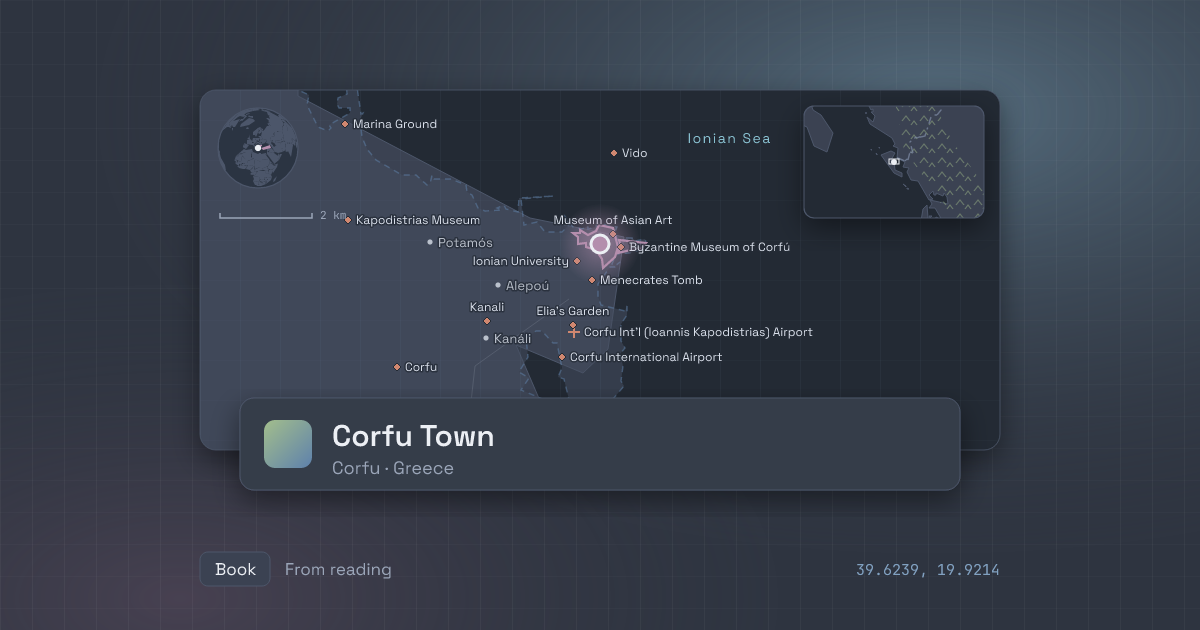 Marina Ground
Ionian Sea
Vido
2 km
Kapodistrias Museum
Museum of Asian Art
Potamós
Byzantine Museum of Corfú
Ionian University
Menecrates Tomb
Alepoú
Kanali
Elia's Garden
Corfu Int'l (Ioannis Kapodistrias) Airport
Kanáli
Corfu International Airport
Corfu
Corfu Town
Corfu · Greece
Book
From reading
39.6239, 19.9214